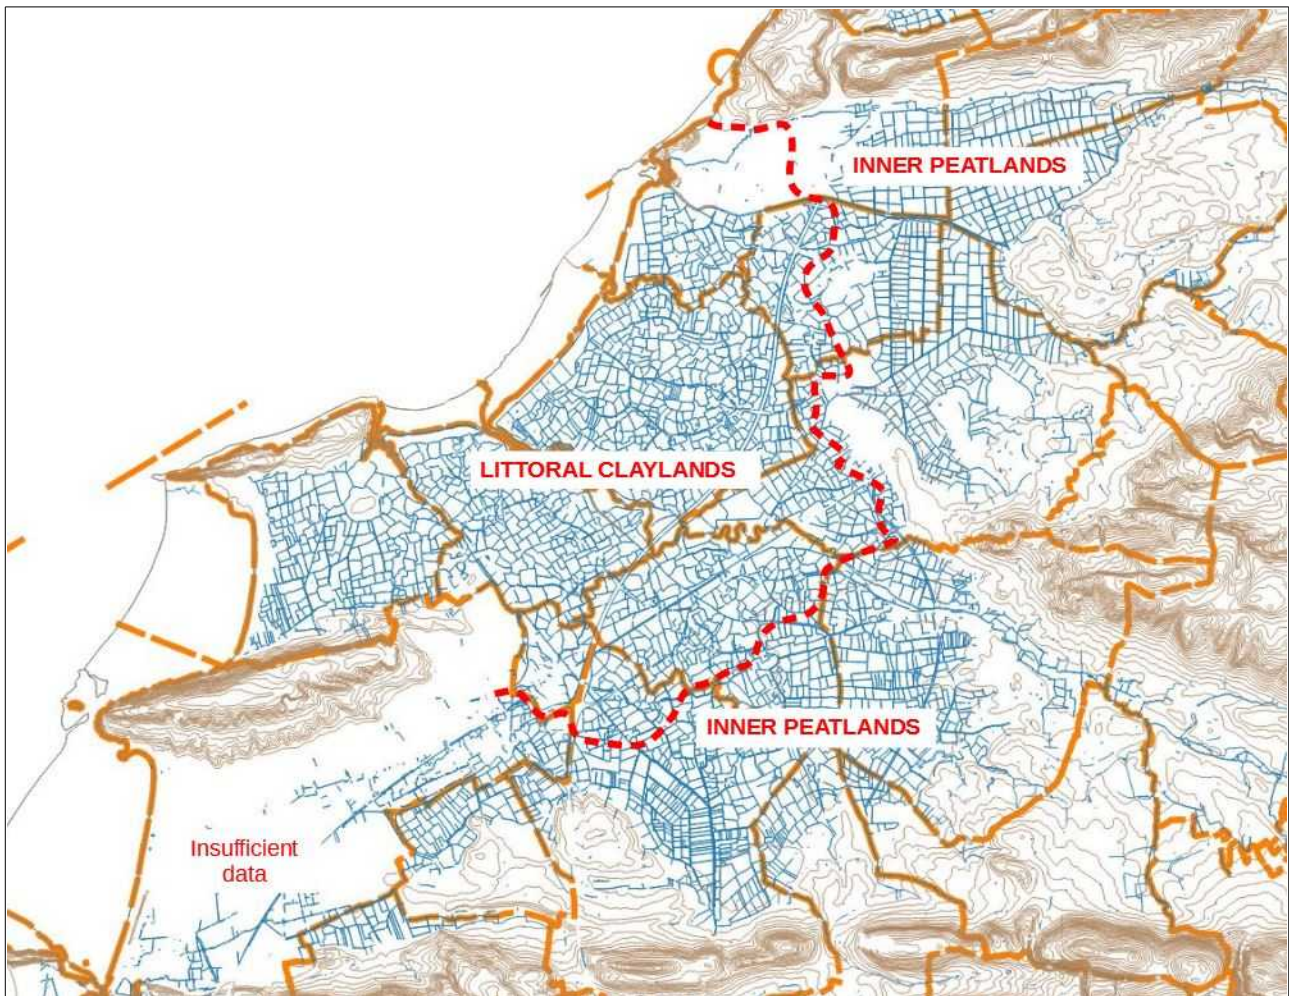 INNER PEATLANDS
LITTORAL CLAYLANDS
INNER PEATLANDS
Insufficient
data